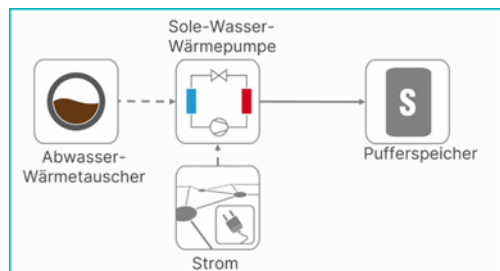 Sole-Wasser-
Wärmepumpe
S
Abwasser-
Wärmetauscher
Pufferspeicher
Strom